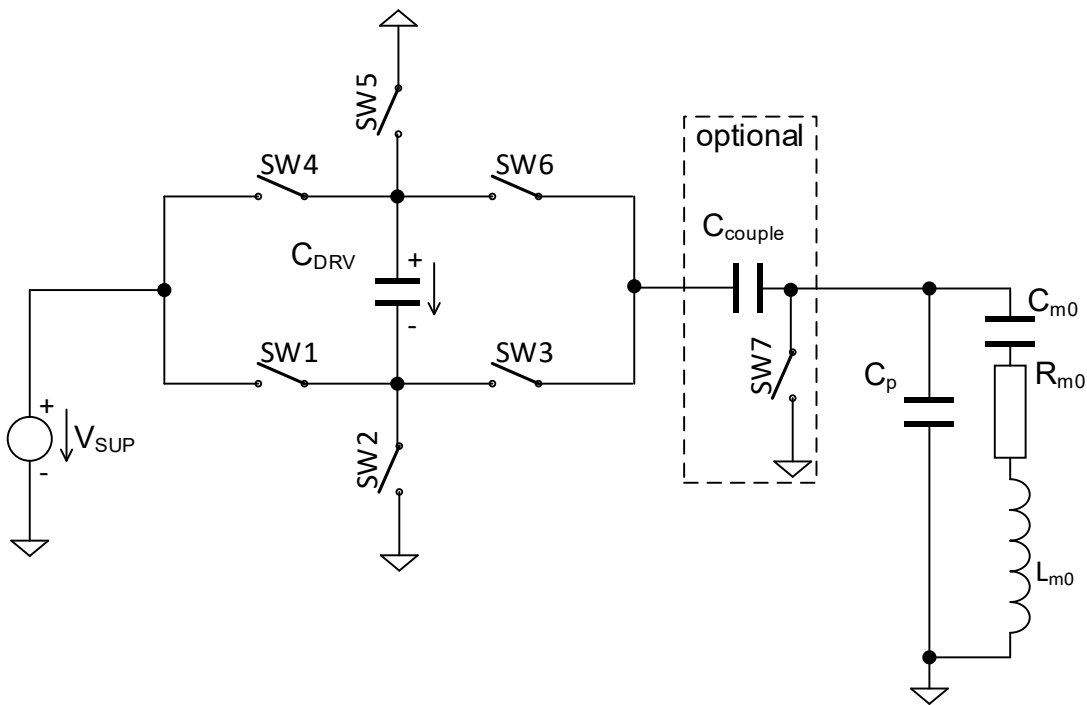 SW5
optional
SW4
SW6
C_couple
C_DRV
+
-
C_m0
SW1
SW3
SW7
C_p
R_m0
+
V_SUP
-
SW2
L_m0